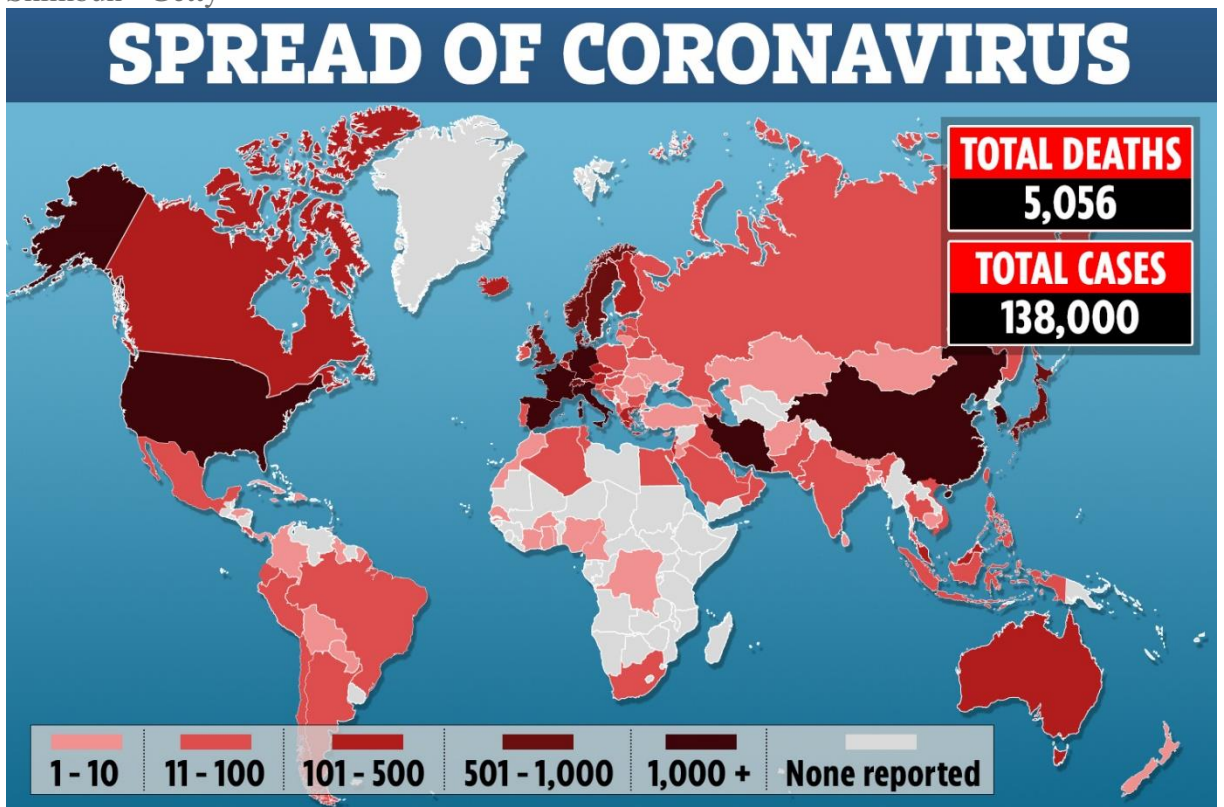 SPREAD OF CORONAVIRUS
TOTAL DEATHS
5,056
TOTAL CASES
138,000
1 - 10
11 - 100
101 - 500
501 - 1,000
1,000 +
None reported